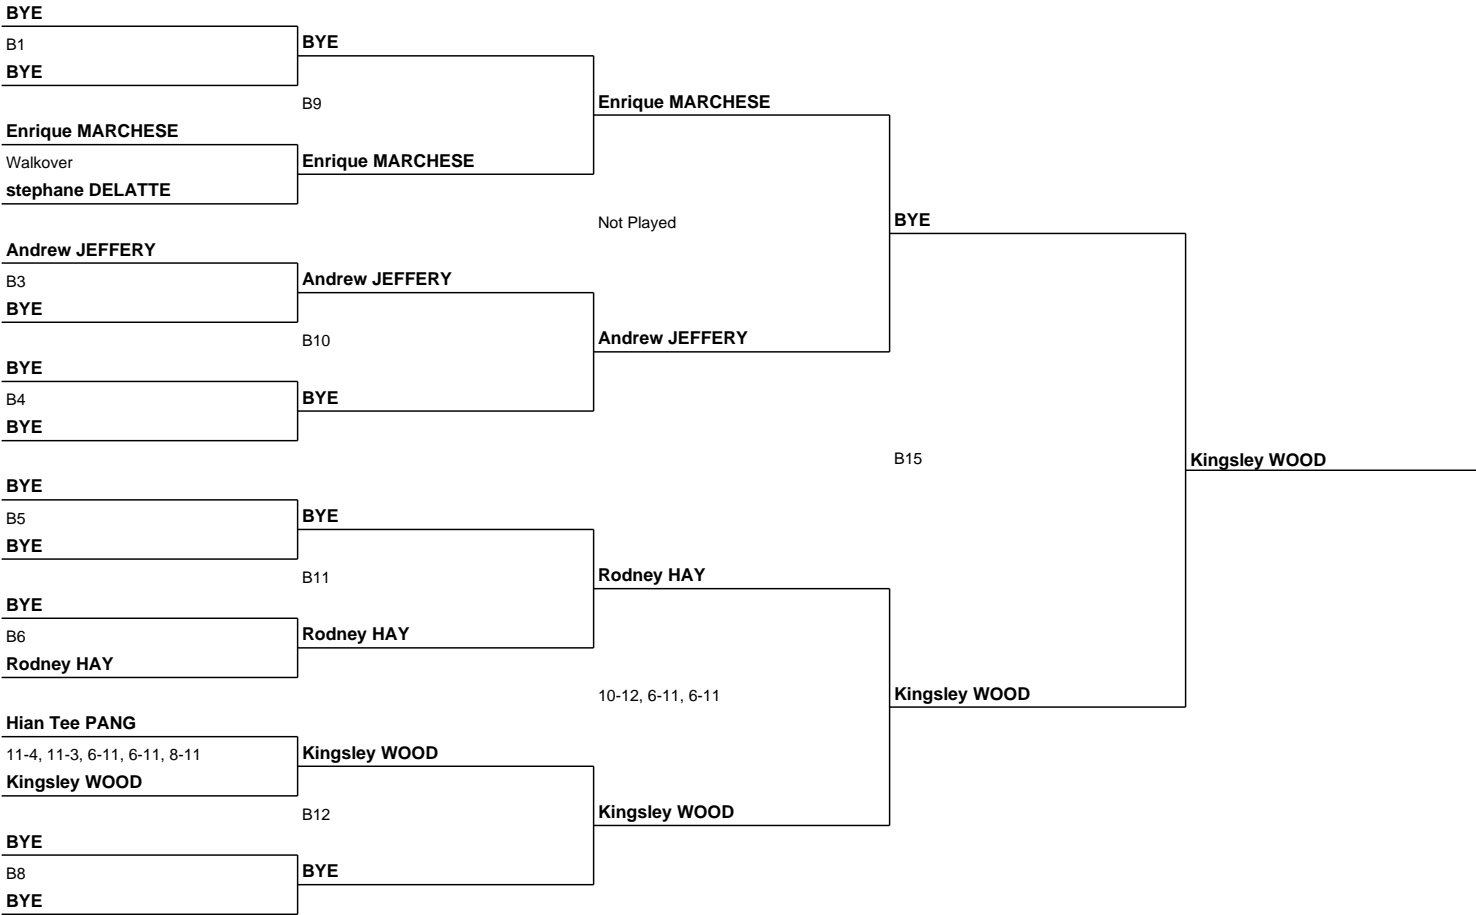 BYE
B1
BYE
BYE
B9
Enrique MARCHESE
Enrique MARCHESE
Walkover
Enrique MARCHESE
stephane DELATTE
Not Played
BYE
Andrew JEFFERY
B3
Andrew JEFFERY
BYE
B10
Andrew JEFFERY
BYE
B4
BYE
BYE
B15
Kingsley WOOD
BYE
B5
BYE
BYE
B11
Rodney HAY
BYE
B6
Rodney HAY
Rodney HAY
10-12, 6-11, 6-11
Kingsley WOOD
Hian Tee PANG
11-4, 11-3, 6-11, 6-11, 8-11
Kingsley WOOD
Kingsley WOOD
B12
Kingsley WOOD
BYE
B8
BYE
BYE